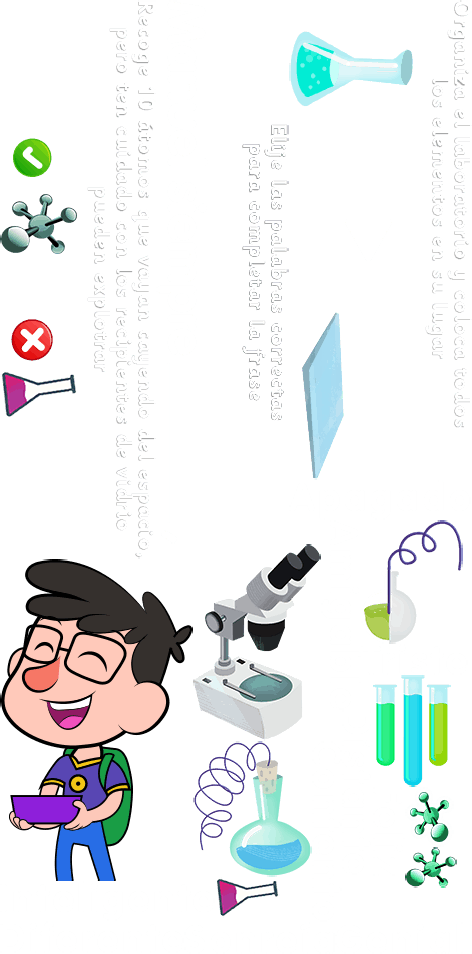 Organiza el laboratorio y coloca todos
los elementos en su lugar
Elije las palabras correctas
para completar la frase
Recoge 10 átomos que vayan cayendo del espacio,
pero ten cuidado con los recipientes de vidrio
pueden explotar